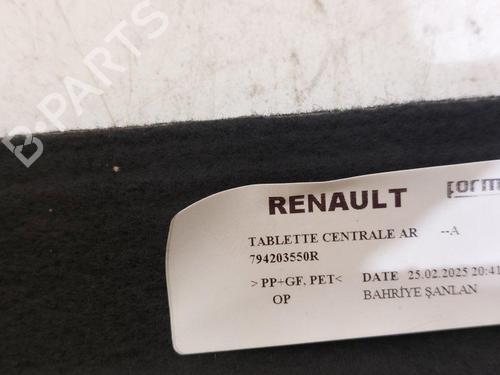 B-PARTS
RENAULT form
TABLETTE CENTRALE AR --A
794203550R
> PP+GF, PET< DATE 25.02.2025 20:41
OP BAHRİYE ŞANLAN